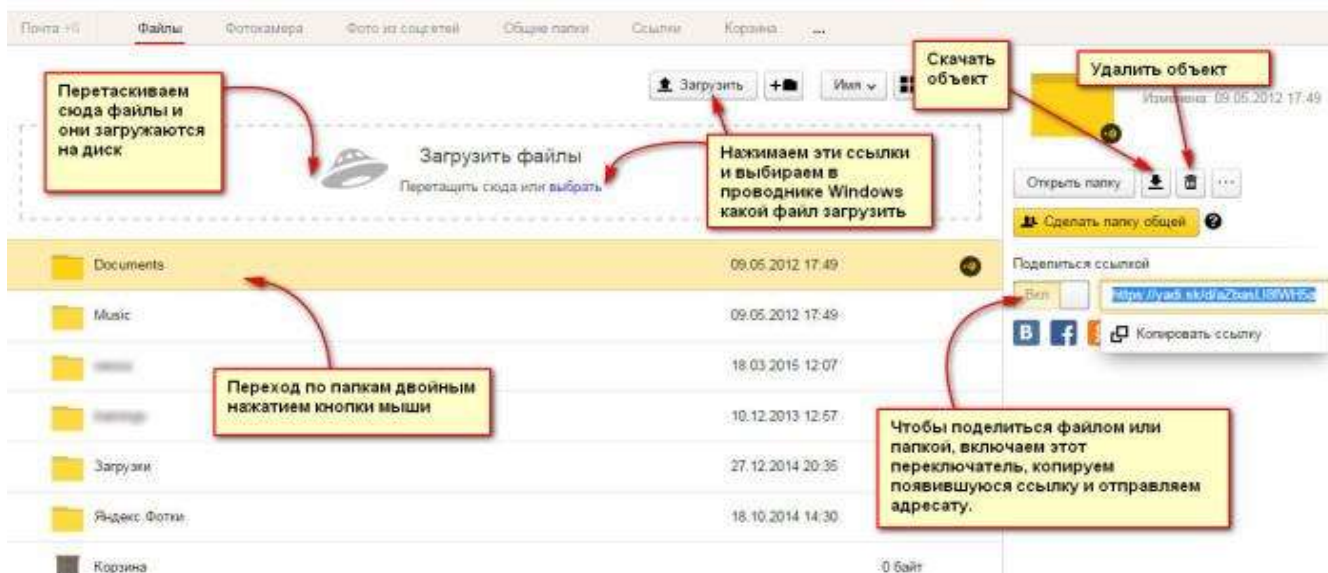 Почта +6 Файлы Фотокамера Фото из соцсетей Общие папки Ссылки Корзина ...
Перетаскиваем
сюда файлы и
они загружаются
на диск
Загрузить
Имя
Скачать
объект
Удалить объект
Изменена: 09.05.2012 17:49
Загрузить файлы
Перетащить сюда или выбрать
Нажимаем эти ссылки
и выбираем в
проводнике Windows
какой файл загрузить
Открыть папку
Сделать папку общей
Поделиться ссылкой
Вкл
Копировать ссылку
Documents 09.05.2012 17:49
Music 09.05.2012 17:49
18.03.2015 12:07
10.12.2013 12:57
Загрузки 27.12.2014 20:35
Яндекс.Фотки 18.10.2014 14:30
Корзина 0 байт
Переход по папкам двойным
нажатием кнопки мыши
Чтобы поделиться файлом или
папкой, включаем этот
переключатель, копируем
появившуюся ссылку и отправляем
адресату.